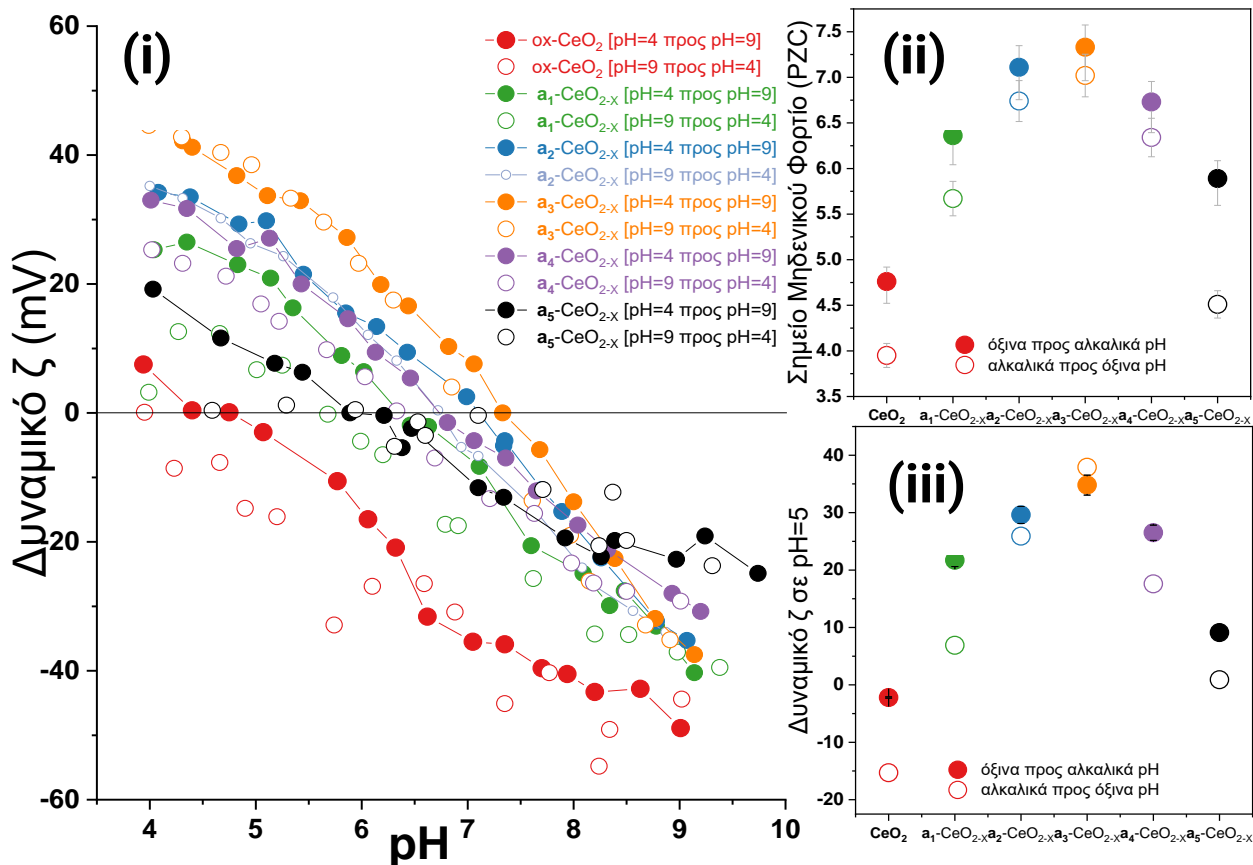 (i)
60
40
20
0
-20
-40
-60
Δυναμικό ζ (mV)
4 5 6 7 8 9 10
pH
ox-CeO2 [pH=4 προς pH=9]
ox-CeO2 [pH=9 προς pH=4]
a1-CeO2-X [pH=4 προς pH=9]
a1-CeO2-X [pH=9 προς pH=4]
a2-CeO2-X [pH=4 προς pH=9]
a2-CeO2-X [pH=9 προς pH=4]
a3-CeO2-X [pH=4 προς pH=9]
a3-CeO2-X [pH=9 προς pH=4]
a4-CeO2-X [pH=4 προς pH=9]
a4-CeO2-X [pH=9 προς pH=4]
a5-CeO2-X [pH=4 προς pH=9]
a5-CeO2-X [pH=9 προς pH=4]
(ii)
Σημείο Μηδενικού Φορτίο (PZC)
7.5
7.0
6.5
6.0
5.5
5.0
4.5
4.0
3.5
όξινα προς αλκαλικά pH
αλκαλικά προς όξινα pH
CeO2 a1-CeO2-X a2-CeO2-X a3-CeO2-X a4-CeO2-X a5-CeO2-X
(iii)
Δυναμικό ζ σε pH=5
40
30
20
10
0
-10
-20
όξινα προς αλκαλικά pH
αλκαλικά προς όξινα pH
CeO2 a1-CeO2-X a2-CeO2-X a3-CeO2-X a4-CeO2-X a5-CeO2-X